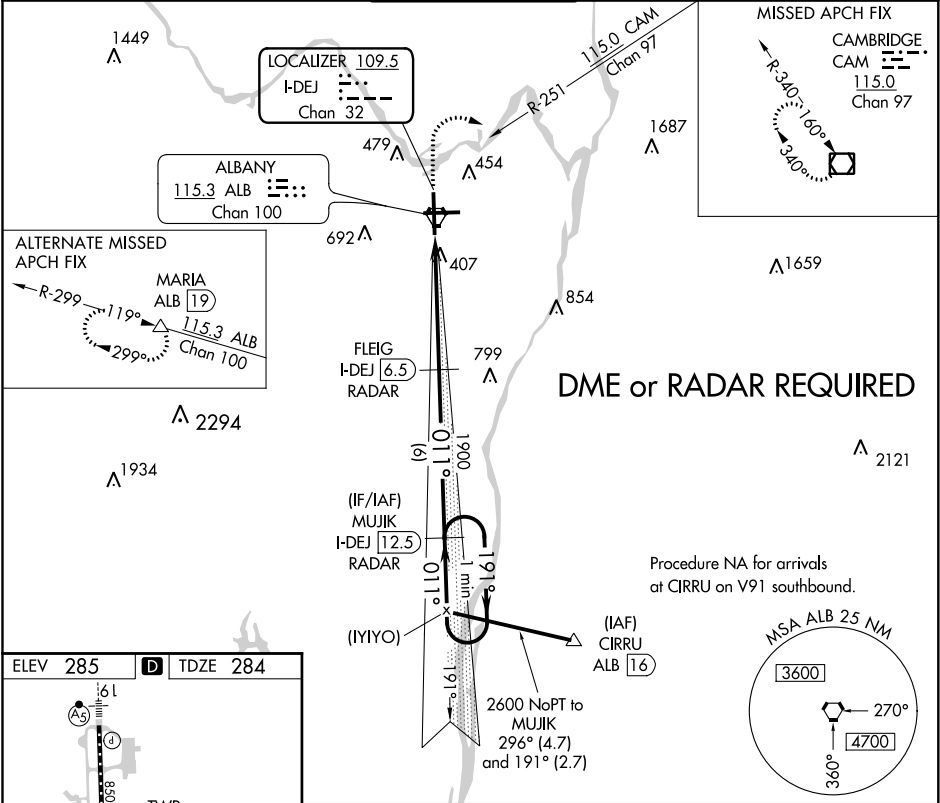 1449
LOCALIZER 109.5
I-DEJ
Chan 32
115.0 CAM
Chan 97
R-251
MISSED APCH FIX
CAMBRIDGE
CAM
115.0
Chan 97
R-340
160°
340°
479
454
1687
ALBANY
115.3 ALB
Chan 100
692
407
1659
ALTERNATE MISSED
APCH FIX
MARIA
ALB 19
R-299
119°
299°
115.3 ALB
Chan 100
854
FLEIG
I-DEJ 6.5
RADAR
799
DME or RADAR REQUIRED
2294
1934
2121
011°
(6)
1900
(IF/IAF)
MUJIK
I-DEJ 12.5
RADAR
011°
1 min
191°
(IYIYO)
191°
Procedure NA for arrivals
at CIRRU on V91 southbound.
(IAF)
CIRRU
ALB 16
2600 NoPT to
MUJIK
296° (4.7)
and 191° (2.7)
MSA ALB 25 NM
3600
270°
4700
360°
ELEV 285
D
TDZE 284
19
A5
P